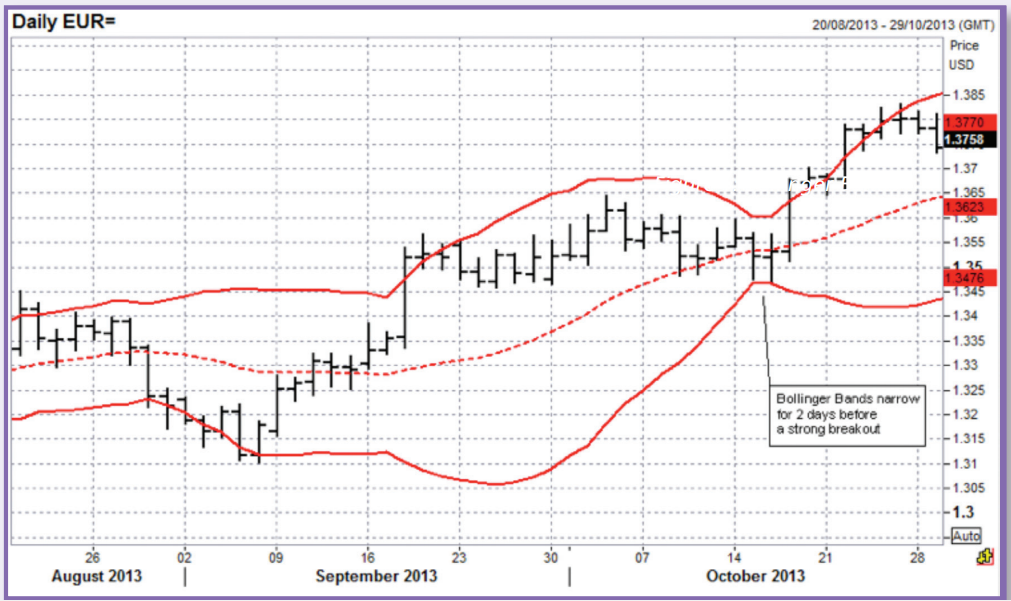 Daily EUR=
20/08/2013 - 29/10/2013 (GMT)
Price
USD
1.385
1.3770
1.3758
1.37
1.365
1.3623
1.36
1.355
1.35
1.3476
1.345
1.34
1.335
1.33
1.325
1.32
1.315
1.31
1.305
1.3
Auto
Bollinger Bands narrow
for 2 days before
a strong breakout
26 02 09 16 23 30 07 14 21 28
August 2013 September 2013 October 2013